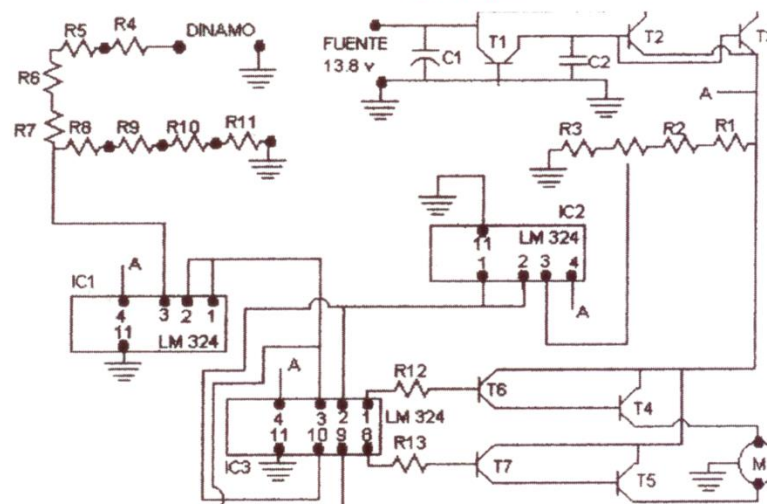 R5 R4 DINAMO
R6
R7
R8 R9 R10 R11
FUENTE
13.8 v
C1
T1
C2
T2
A
R3 R2 R1
IC2
11 LM 324
1 2 3 4
A
A
IC1
4 3 2 1
11 LM 324
A
R12
T6
T4
4 3 2 1 LM 324
11 10 9 8
IC3
R13
T7
T5
M